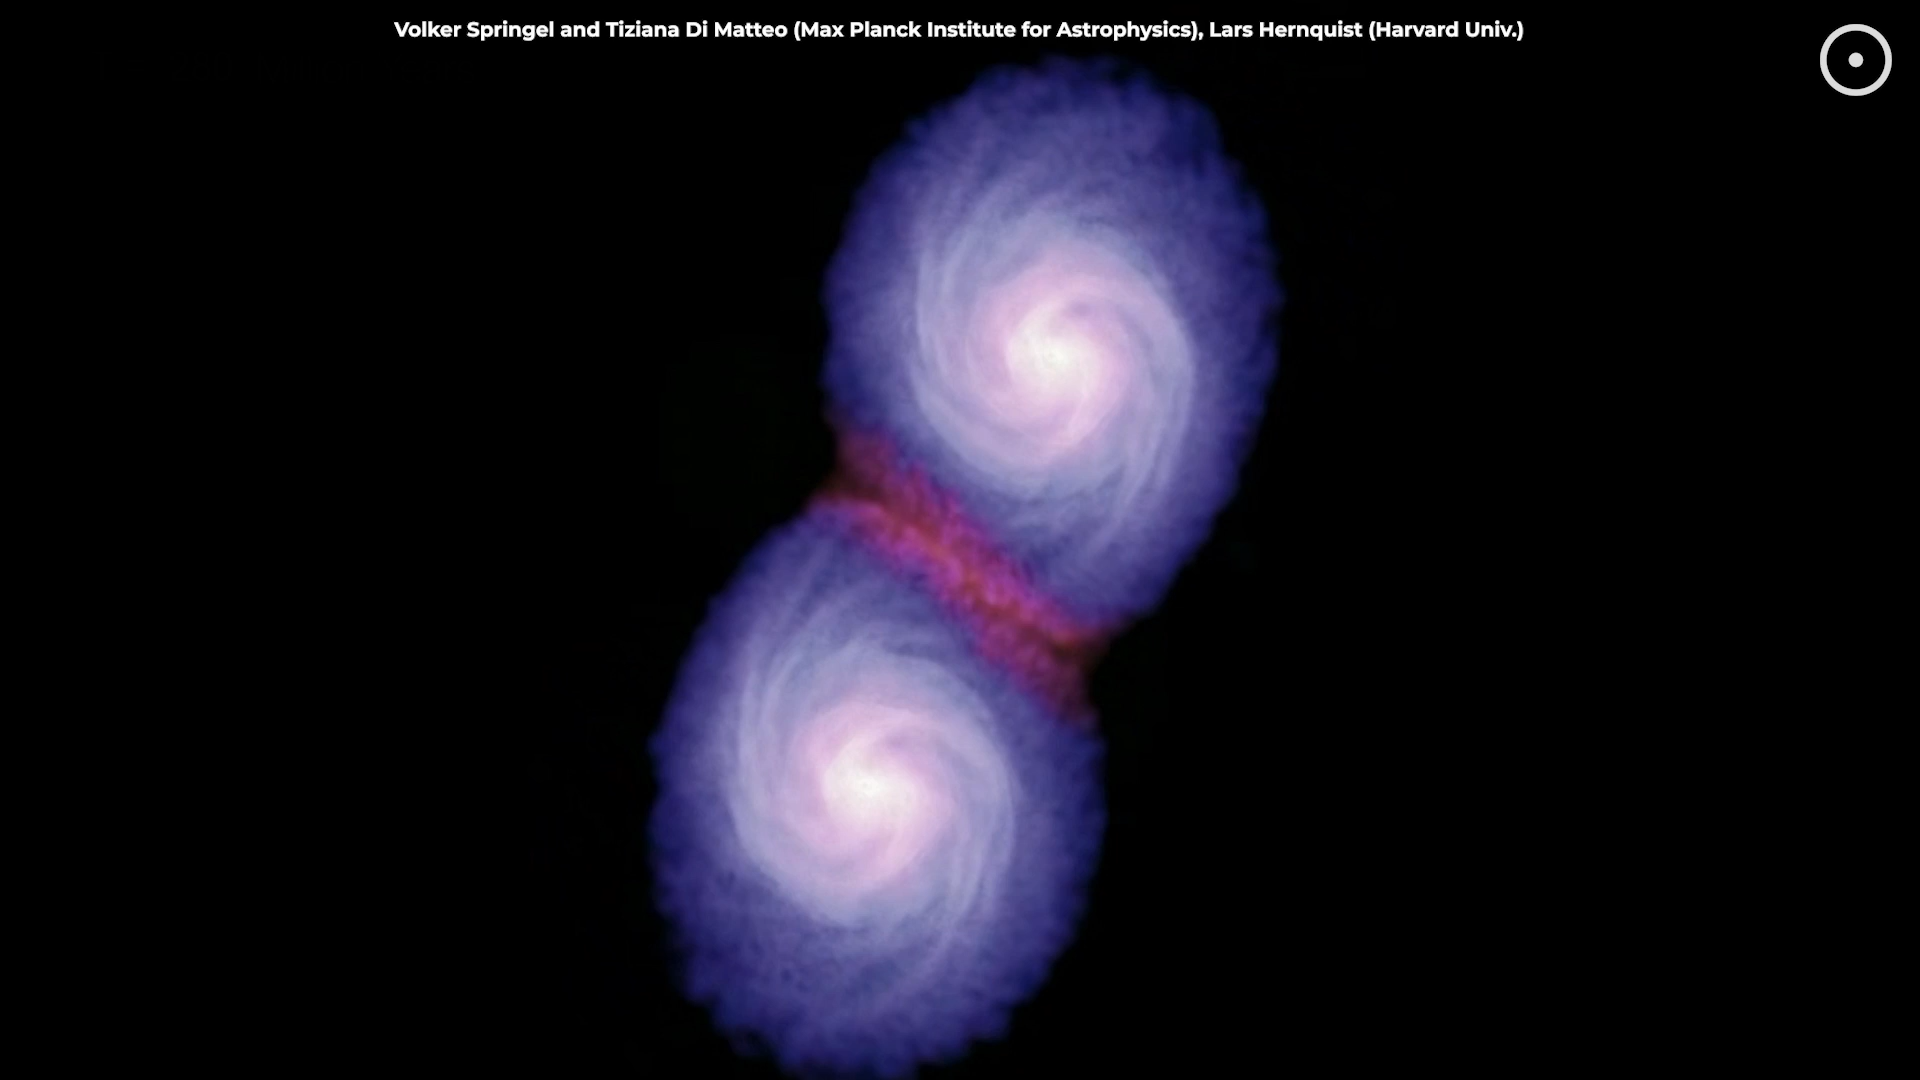 Volker Springel and Tiziana Di Matteo (Max Planck Institute for Astrophysics), Lars Hernquist (Harvard Univ.)